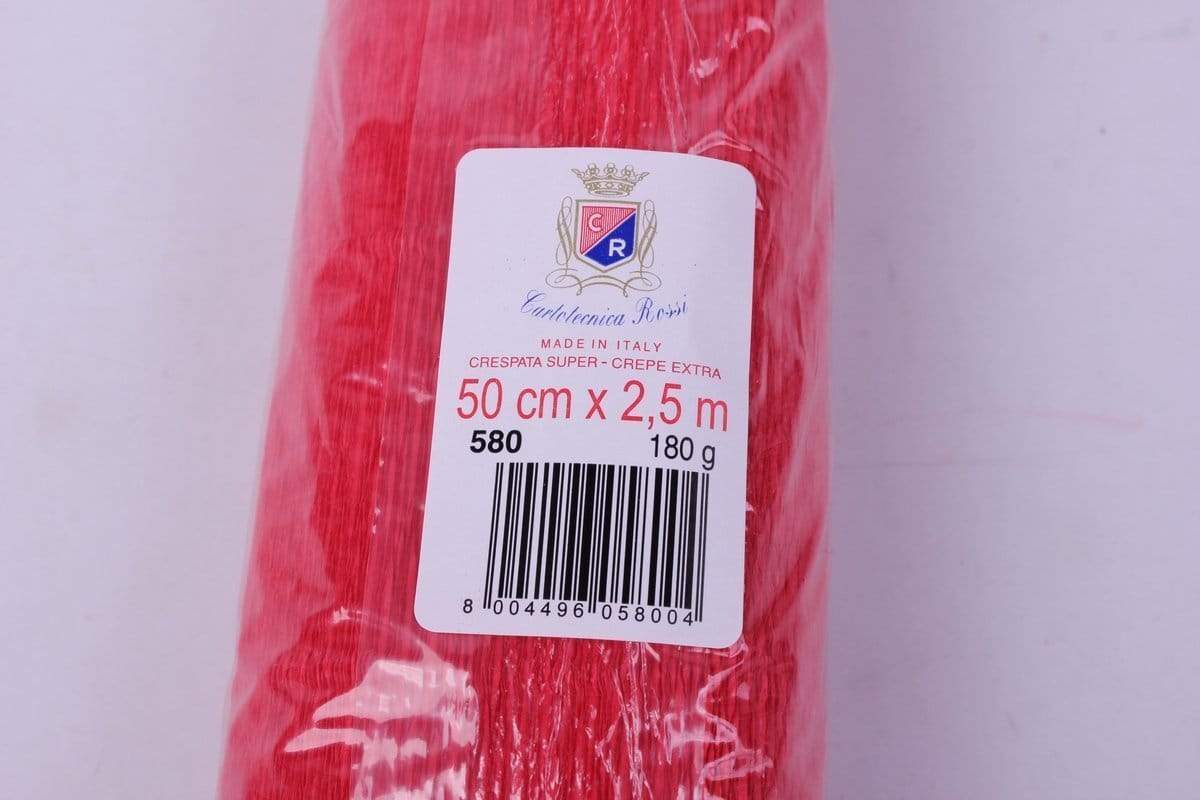 C
R
Cartotecnica Rossi
MADE IN ITALY
CRESPATA SUPER - CREPE EXTRA
50 cm x 2,5 m
580 180 g
8 004496 058004